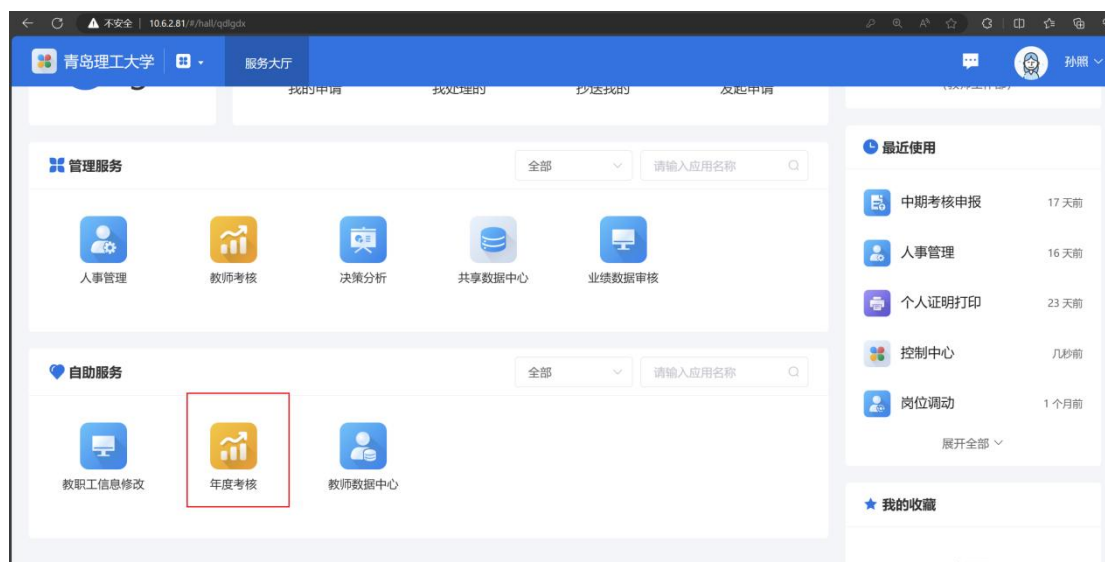 不安全 | 10.6.2.81/#/hall/qdlgdx
青岛理工大学
服务大厅
孙照
我的申请 我处理的 抄送我的 发起申请
管理服务
全部
请输入应用名称
人事管理 教师考核 决策分析 共享数据中心 业绩数据审核
自助服务
全部
请输入应用名称
教职工信息修改 年度考核 教师数据中心
最近使用
中期考核申报 17 天前
人事管理 16 天前
个人证明打印 23 天前
控制中心 几秒前
岗位调动 1 个月前
展开全部
我的收藏